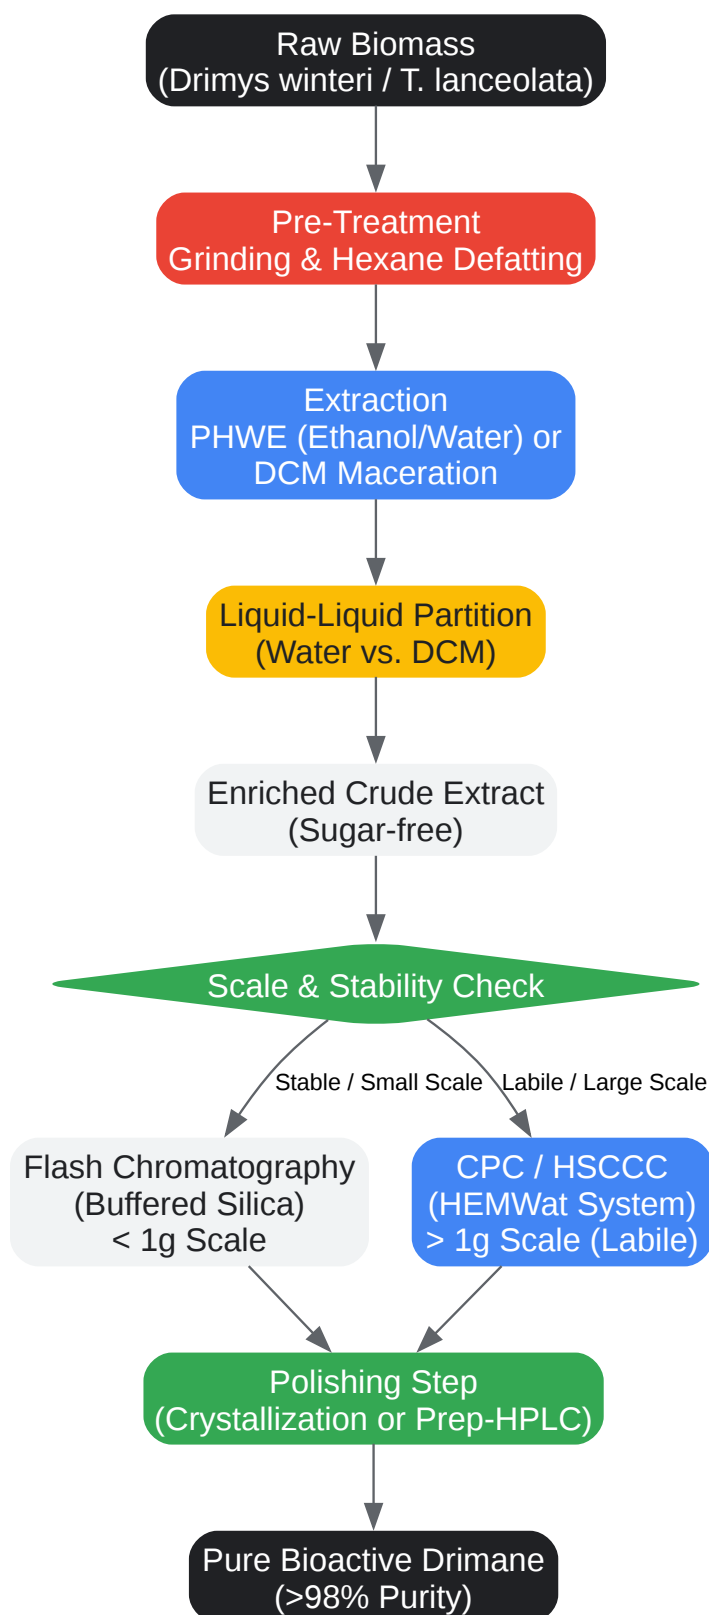 Raw Biomass
(Drimys winteri / T. lanceolata)
Pre-Treatment
Grinding & Hexane Defatting
Extraction
PHWE (Ethanol/Water) or
DCM Maceration
Liquid-Liquid Partition
(Water vs. DCM)
Enriched Crude Extract
(Sugar-free)
Scale & Stability Check
Stable / Small Scale
Labile / Large Scale
Flash Chromatography
(Buffered Silica)
< 1g Scale
CPC / HSCCC
(HEMWat System)
> 1g Scale (Labile)
Polishing Step
(Crystallization or Prep-HPLC)
Pure Bioactive Drimane
(>98% Purity)